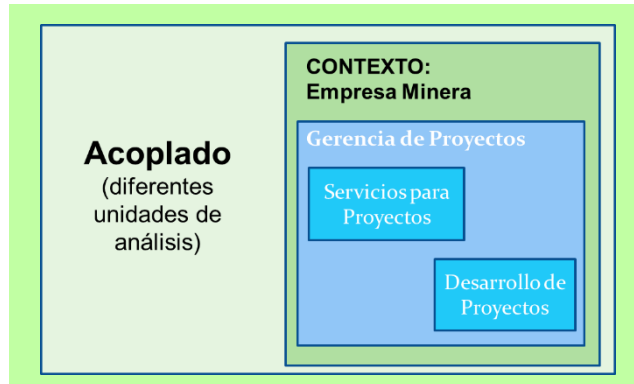 Acoplado
(diferentes
unidades de
análisis)
CONTEXTO:
Empresa Minera
Gerencia de Proyectos
Servicios para
Proyectos
Desarrollo de
Proyectos